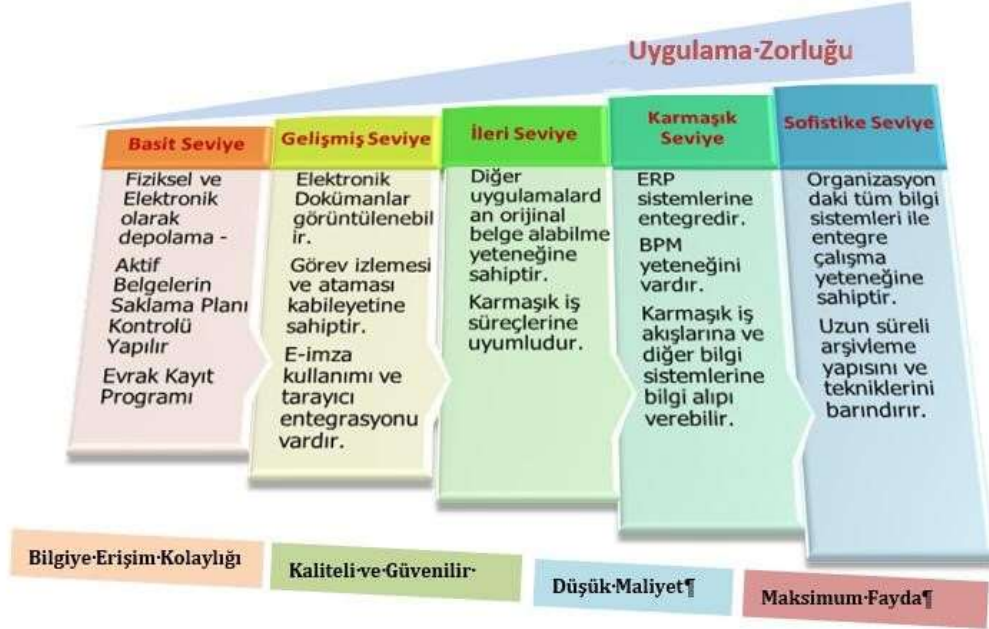 Uygulama·Zorluğu
Basit Seviye
Fiziksel ve
Elektronik
olarak
depolama -
Aktif
Belgelerin
Saklama Planı
Kontrolü
Yapılır
Evrak Kayıt
Programı
Gelişmiş Seviye
Elektronik
Dokümanlar
görüntülenebil
ir.
Görev izlemesi
ve ataması
kabileyetine
sahiptir.
E-imza
kullanımı ve
tarayıcı
entegrasyonu
vardır.
İleri Seviye
Diğer
uygulamalard
an orijinal
belge alabilme
yeteneğine
sahiptir.
Karmaşık iş
süreçlerine
uyumludur.
Karmaşık
Seviye
ERP
sistemlerine
entegredir.
BPM
yeteneğini
vardır.
Karmaşık iş
akışlarına ve
diğer bilgi
sistemlerine
bilgi alıpı
verebilir.
Sofistike Seviye
Organizasyon
daki tüm bilgi
sistemleri ile
entegre
çalışma
yeteneğine
sahiptir.
Uzun süreli
arşivleme
yapısını ve
tekniklerini
barındırır.
Bilgiye·Erişim·Kolaylığı
Kaliteli·ve·Güvenilir·
Düşük·Maliyet¶
Maksimum·Fayda¶